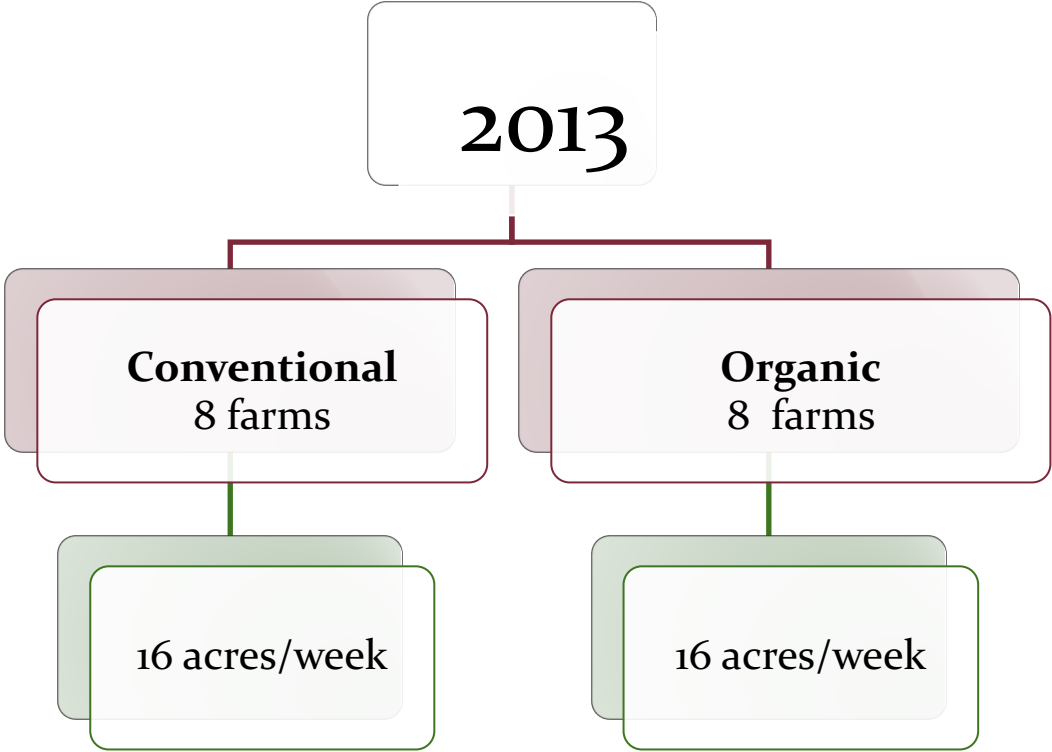 2013
Conventional
8 farms
Organic
8 farms
16 acres/week
16 acres/week